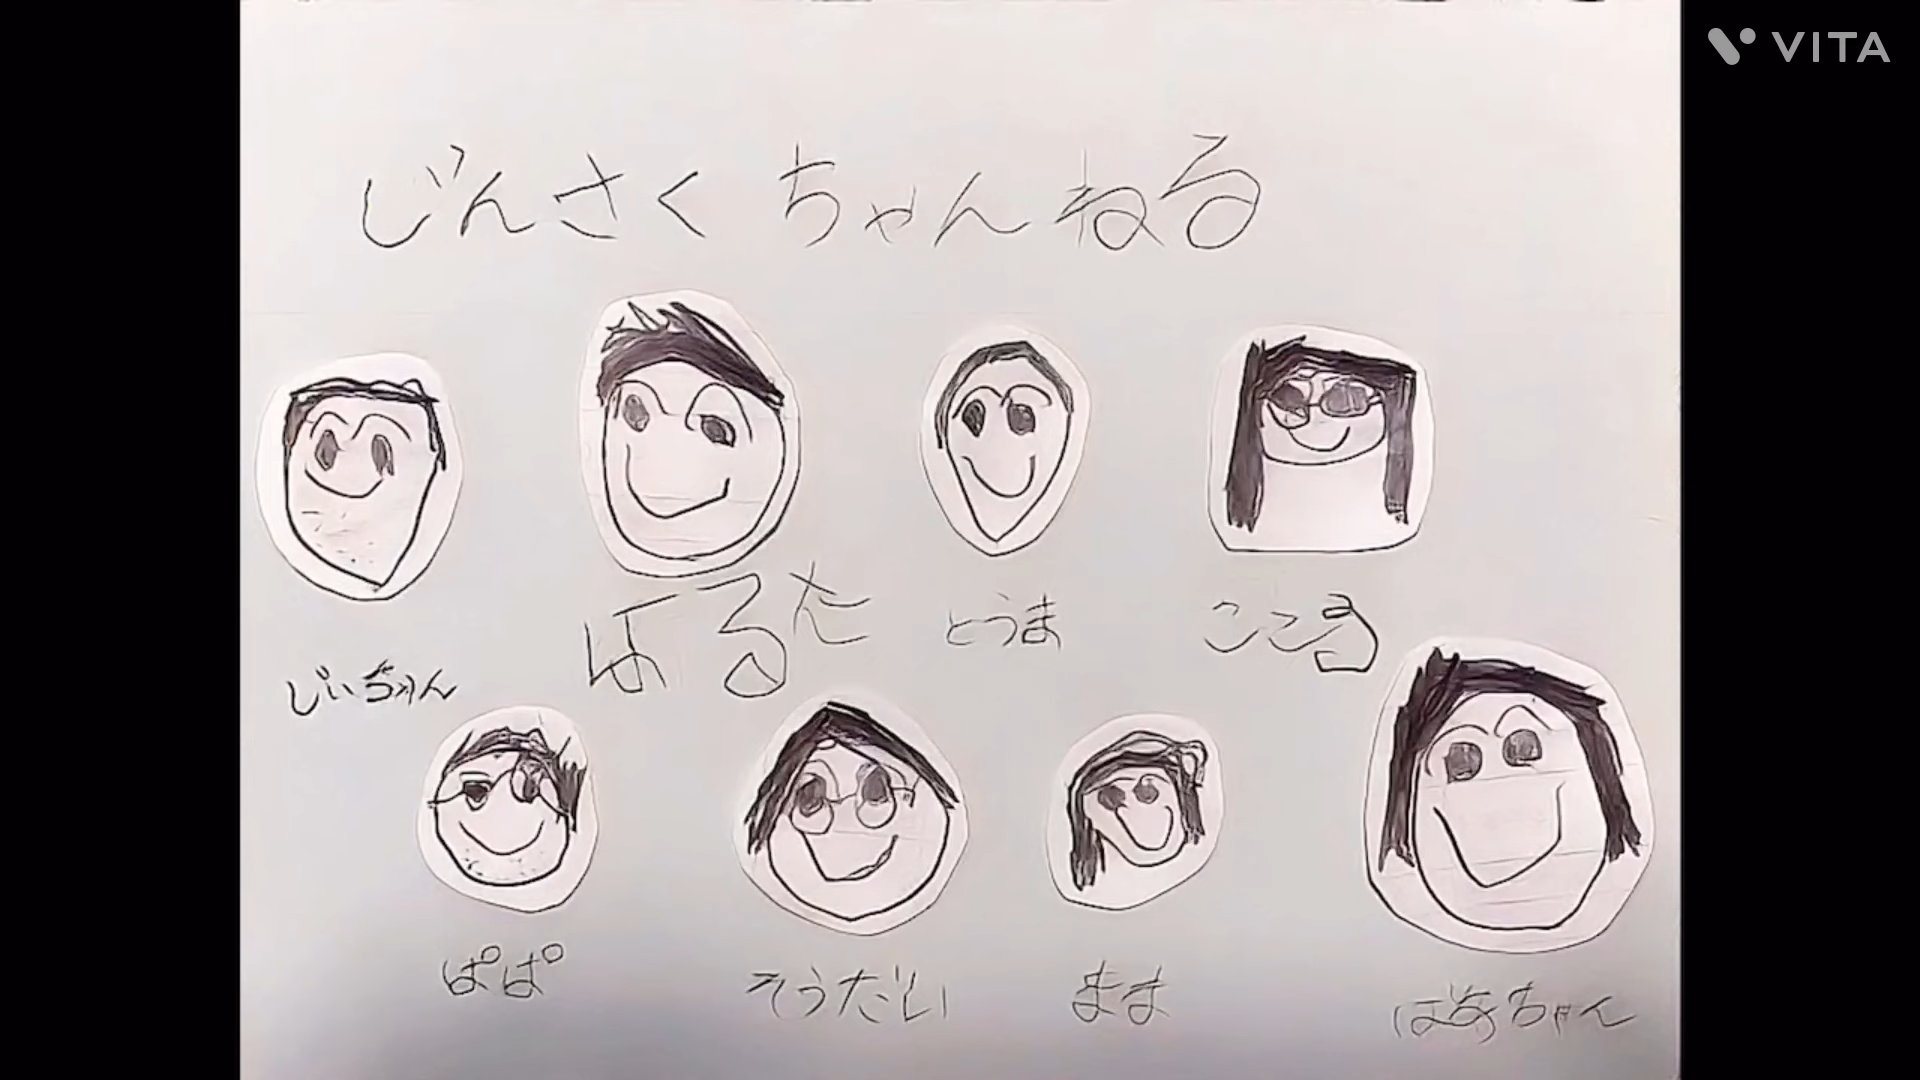 VITA
じんさく ちゃんねる
じいちゃん
はるた
とうま
こころ
ぱぱ
そうだい
まま
ばあちゃん